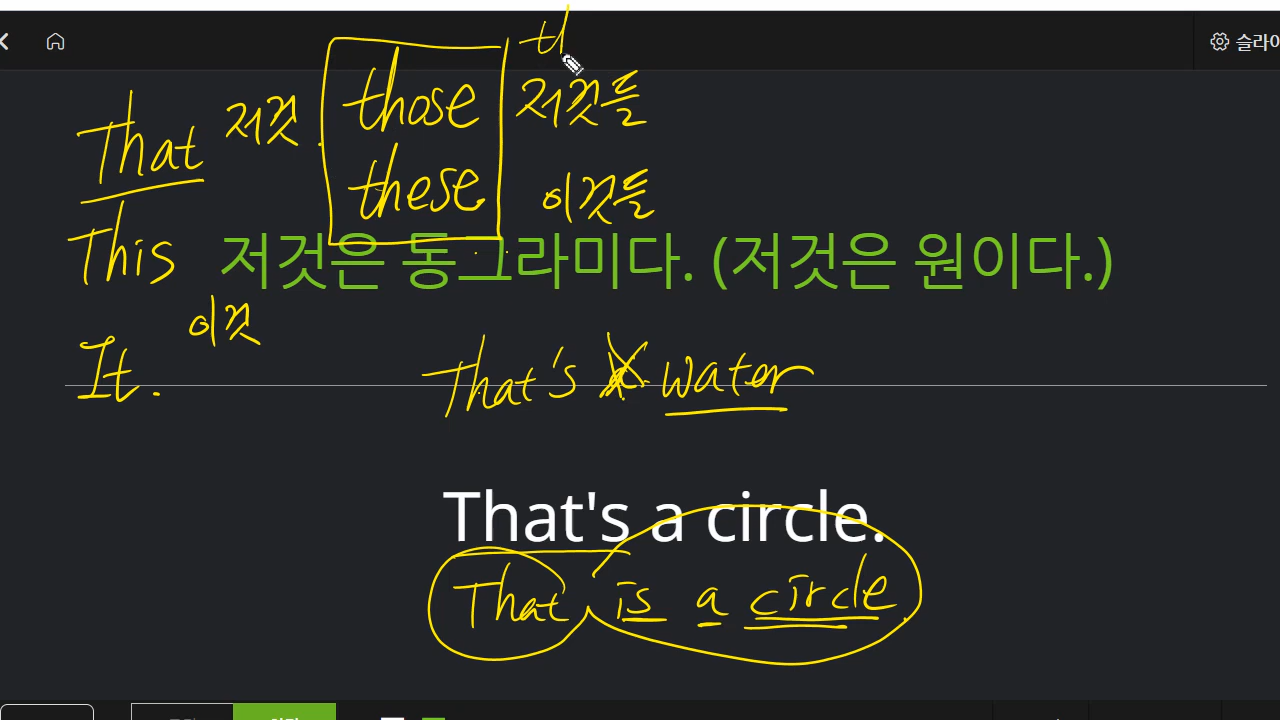 슬라이
th
That 저것. those 저것들
these 이것들
This 저것은 동그라미다. (저것은 원이다.)
이것
It. That's water
That's a circle.
That is a circle